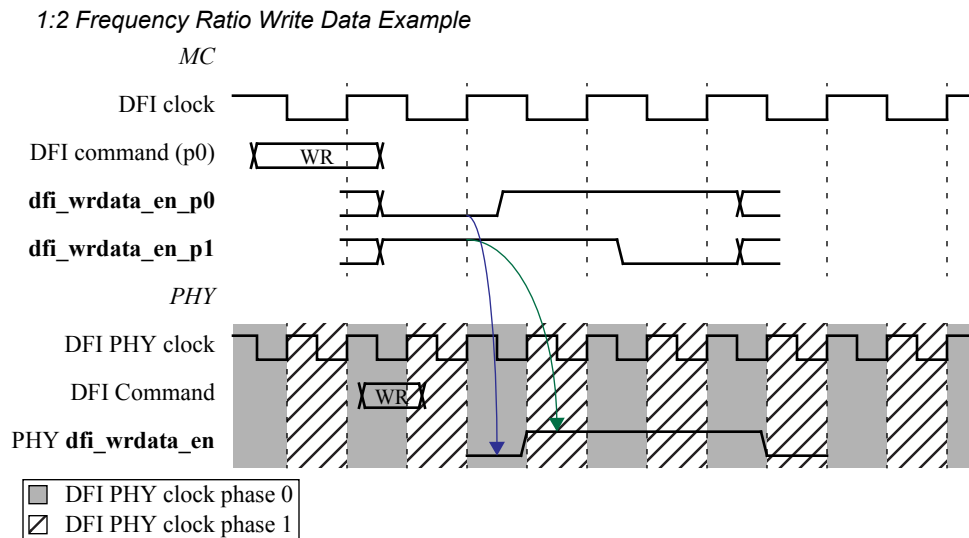 1:2 Frequency Ratio Write Data Example
MC
DFI clock
DFI command (p0)
WR
dfi_wrdata_en_p0
dfi_wrdata_en_p1
PHY
DFI PHY clock
DFI Command
WR
PHY dfi_wrdata_en
DFI PHY clock phase 0
DFI PHY clock phase 1